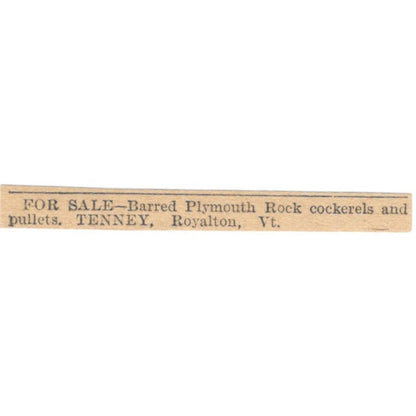 FOR SALE—Barred Plymouth Rock cockerels and
pullets. TENNEY, Royalton, Vt.